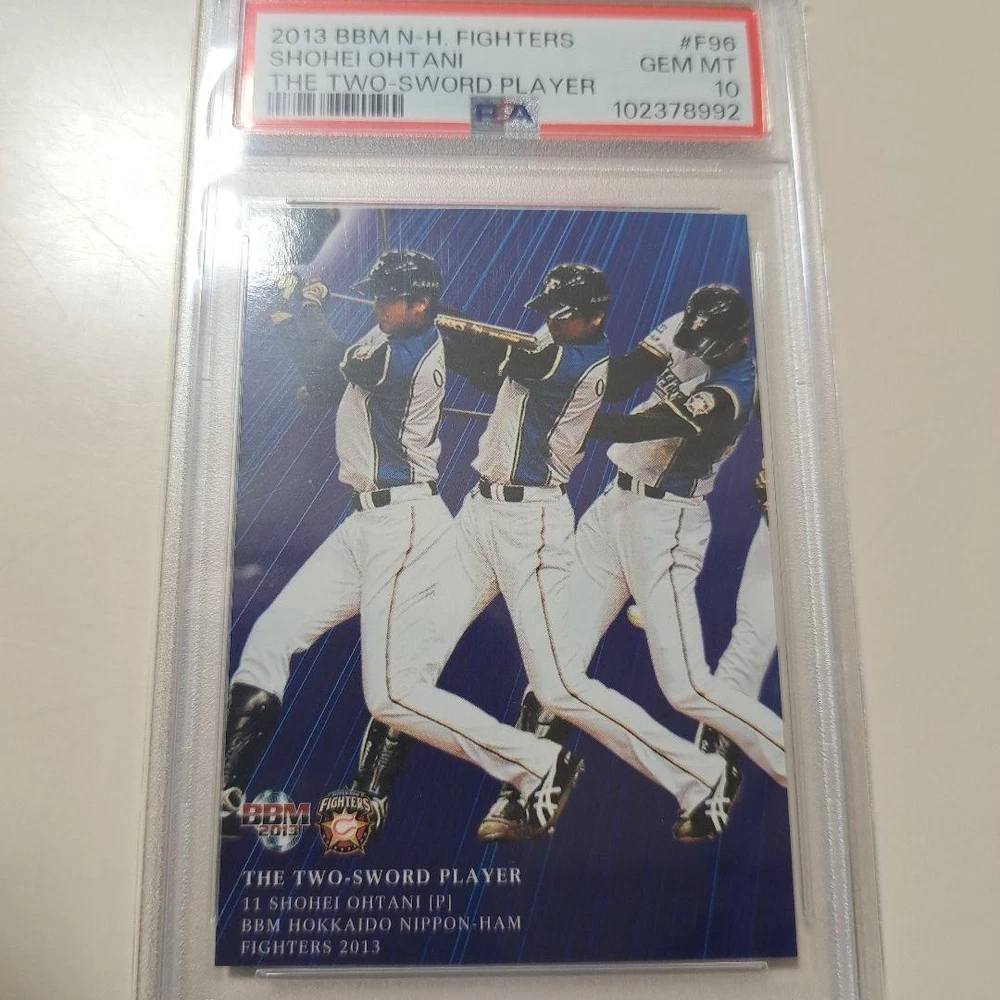 2013 BBM N-H. FIGHTERS #F96
SHOHEI OHTANI GEM MT
THE TWO-SWORD PLAYER 10
PSA 102378992
BBM
2013
FIGHTERS
THE TWO-SWORD PLAYER
11 SHOHEI OHTANI [P]
BBM HOKKAIDO NIPPON-HAM
FIGHTERS 2013